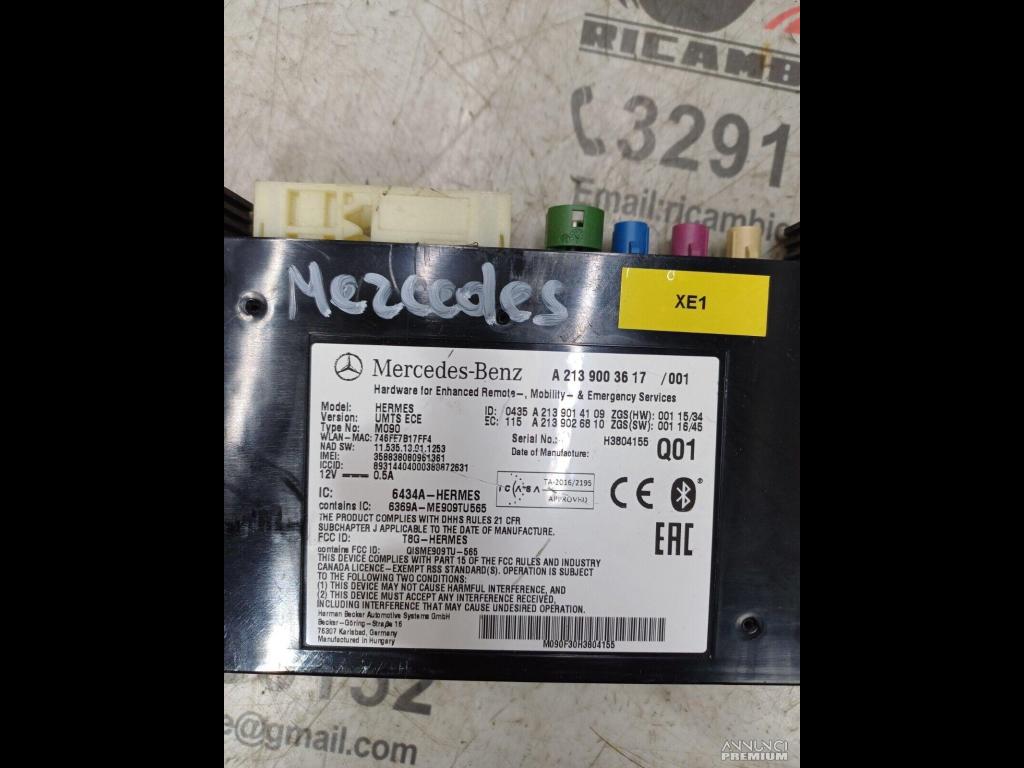 RICAMB
3291
Email:ricambi
Mercedes
XE1
Mercedes-Benz A 213 900 36 17 /001
Hardware for Enhanced Remote-, Mobility- & Emergency Services
Model: HERMES ID: 0435 A 213 901 41 09 ZGS(HW): 001 15/34
Version: UMTS ECE EC: 115 A 213 902 68 10 ZGS(SW): 001 16/45
Type No: M090 Serial No.: H3804155
WLAN-MAC: 746FF7B17FF4 Date of Manufacture: Q01
NAD SW: 11.535.13.01.1253
IMEI: 358838080961361
ICCID: 89314404000380872631
12V 0.5A
ICASA TA-2016/2195
APPROVED
CE
EAC
IC: 6434A-HERMES
contains IC: 6369A-ME909TU565
THE PRODUCT COMPLIES WITH DHHS RULES 21 CFR
SUBCHAPTER J APPLICABLE TO THE DATE OF MANUFACTURE.
FCC ID: T8G-HERMES
contains FCC ID: QISME909TU-565
THIS DEVICE COMPLIES WITH PART 15 OF THE FCC RULES AND INDUSTRY
CANADA LICENCE-EXEMPT RSS STANDARD(S). OPERATION IS SUBJECT
TO THE FOLLOWING TWO CONDITIONS:
(1) THIS DEVICE MAY NOT CAUSE HARMFUL INTERFERENCE, AND
(2) THIS DEVICE MUST ACCEPT ANY INTERFERENCE RECEIVED,
INCLUDING INTERFERENCE THAT MAY CAUSE UNDESIRED OPERATION.
Harman Becker Automotive Systems GmbH
Becker-Göring-Straße 16
76307 Karlsbad, Germany
Manufactured in Hungary
M090F30H3804155
e@gmail.com
ANNUNCI
PREMIUM